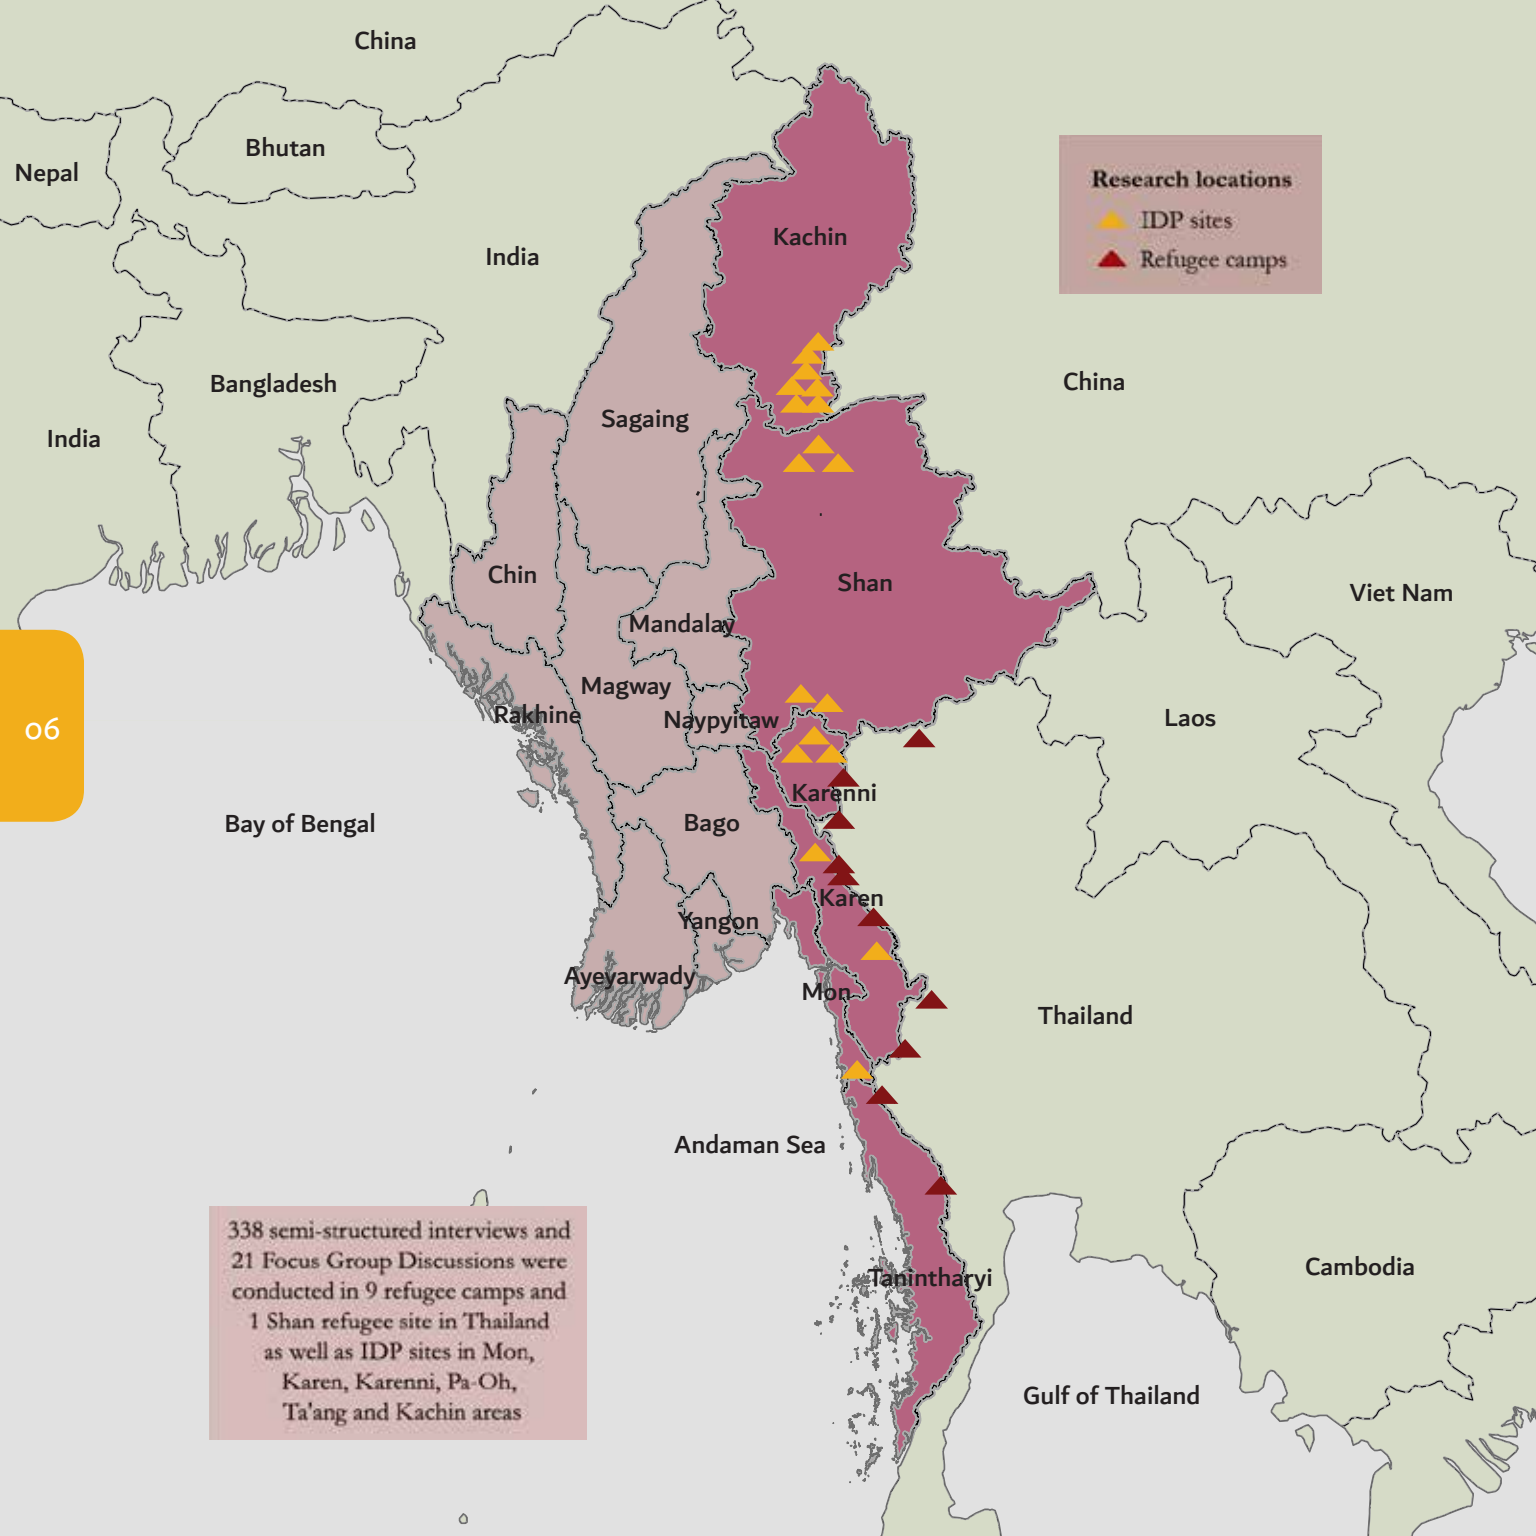 China
Bhutan
Nepal
Research locations
IDP sites
Refugee camps
Kachin
India
Bangladesh
China
Sagaing
India
Chin
Shan
Viet Nam
Mandalay
Magway
Rakhine
Naypyitaw
Laos
06
Karenni
Bay of Bengal
Bago
Karen
Yangon
Ayeyarwady
Mon
Thailand
Andaman Sea
338 semi-structured interviews and
21 Focus Group Discussions were
conducted in 9 refugee camps and
1 Shan refugee site in Thailand
as well as IDP sites in Mon,
Karen, Karenni, Pa-Oh,
Ta'ang and Kachin areas
Tanintharyi
Cambodia
Gulf of Thailand